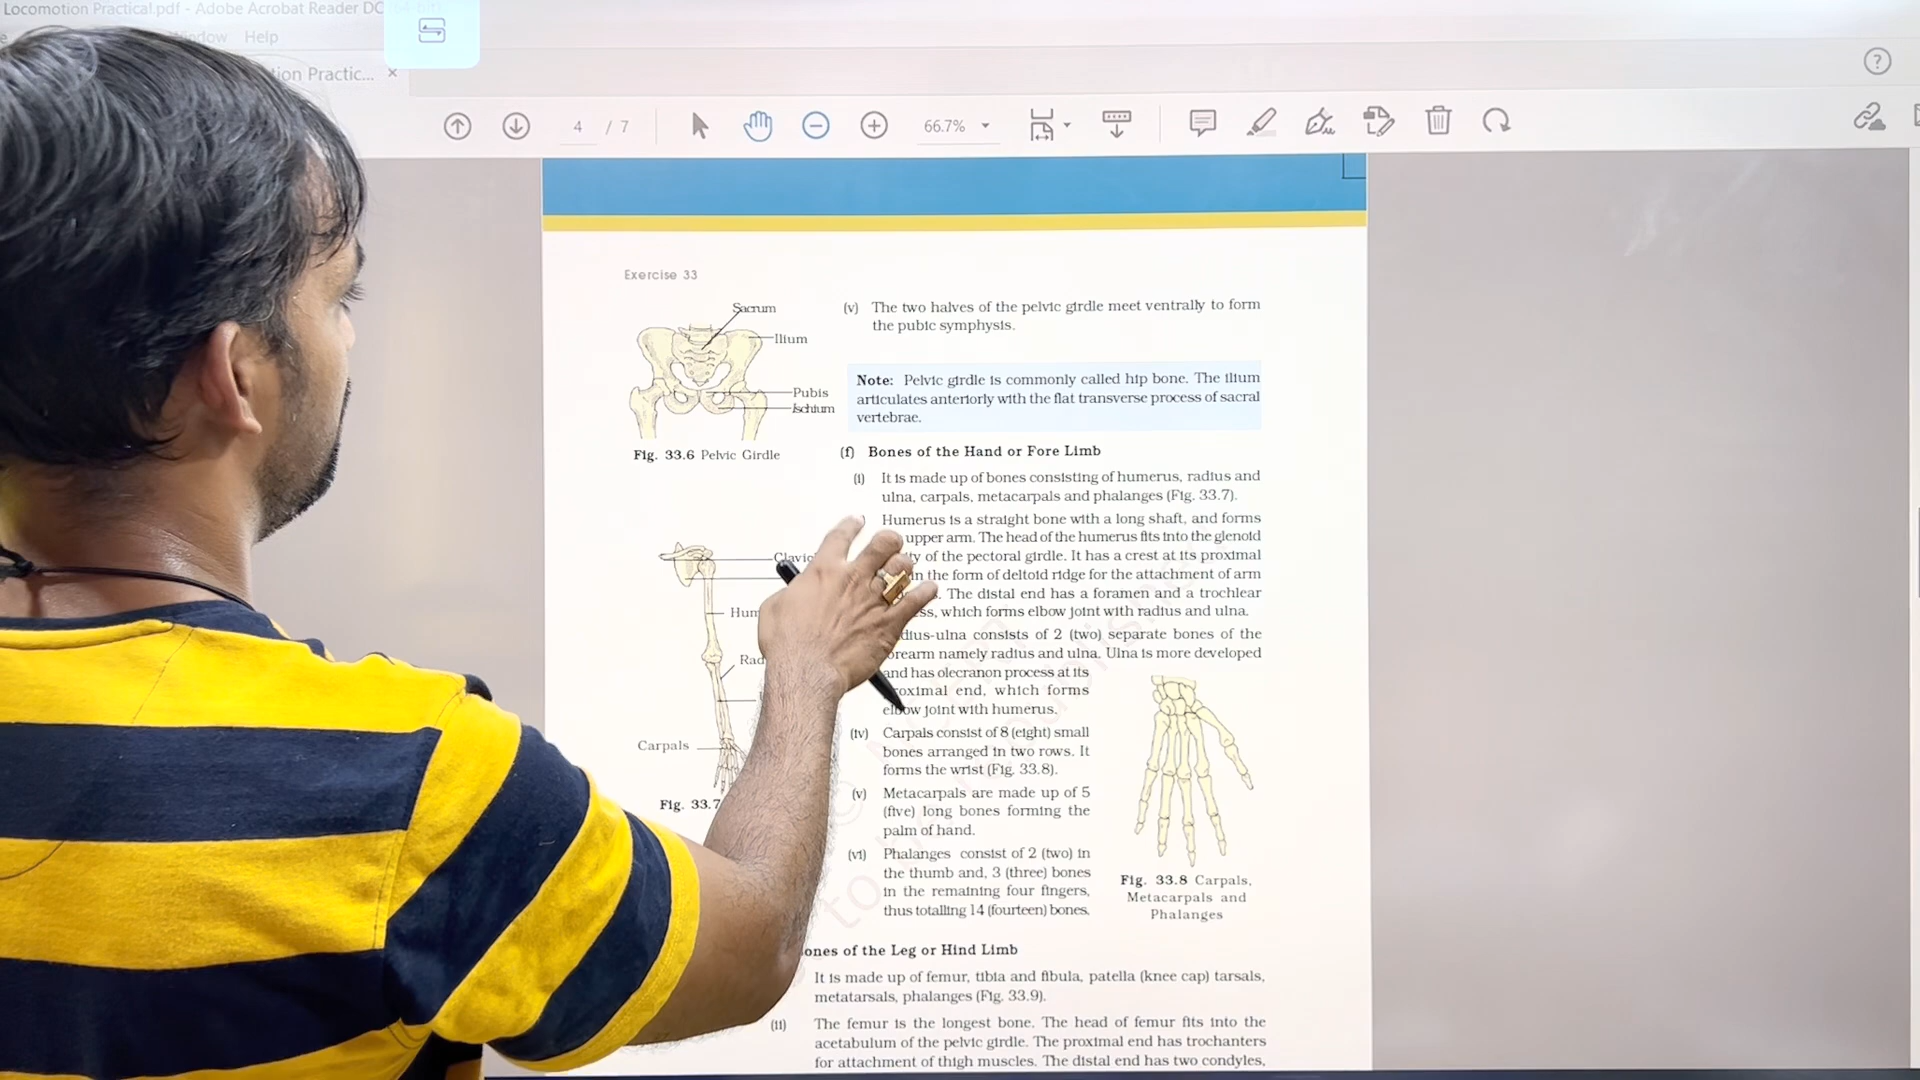 Locomotion Practical.pdf - Adobe Acrobat Reader DC
Window Help
tion Practic... ×
4 / 7
66.7%
Exercise 33
Sacrum
Ilium
Pubis
Ischium
Fig. 33.6 Pelvic Girdle
(v) The two halves of the pelvic girdle meet ventrally to form
the pubic symphysis.
Note: Pelvic girdle is commonly called hip bone. The ilium
articulates anteriorly with the flat transverse process of sacral
vertebrae.
(f) Bones of the Hand or Fore Limb
(i) It is made up of bones consisting of humerus, radius and
ulna, carpals, metacarpals and phalanges (Fig. 33.7).
Humerus is a straight bone with a long shaft, and forms
upper arm. The head of the humerus fits into the glenoid
of the pectoral girdle. It has a crest at its proximal
in the form of deltoid ridge for the attachment of arm
The distal end has a foramen and a trochlear
which forms elbow joint with radius and ulna.
dius-ulna consists of 2 (two) separate bones of the
orearm namely radius and ulna. Ulna is more developed
and has olecranon process at its
roximal end, which forms
elbow joint with humerus.
(iv) Carpals consist of 8 (eight) small
bones arranged in two rows. It
forms the wrist (Fig. 33.8).
(v) Metacarpals are made up of 5
(five) long bones forming the
palm of hand.
(vi) Phalanges consist of 2 (two) in
the thumb and, 3 (three) bones
in the remaining four fingers,
thus totalling 14 (fourteen) bones.
Clavic
Hum
Rad
Carpals
Fig. 33.7
Fig. 33.8 Carpals,
Metacarpals and
Phalanges
ones of the Leg or Hind Limb
It is made up of femur, tibia and fibula, patella (knee cap) tarsals,
metatarsals, phalanges (Fig. 33.9).
(ii) The femur is the longest bone. The head of femur fits into the
acetabulum of the pelvic girdle. The proximal end has trochanters
for attachment of thigh muscles. The distal end has two condyles,